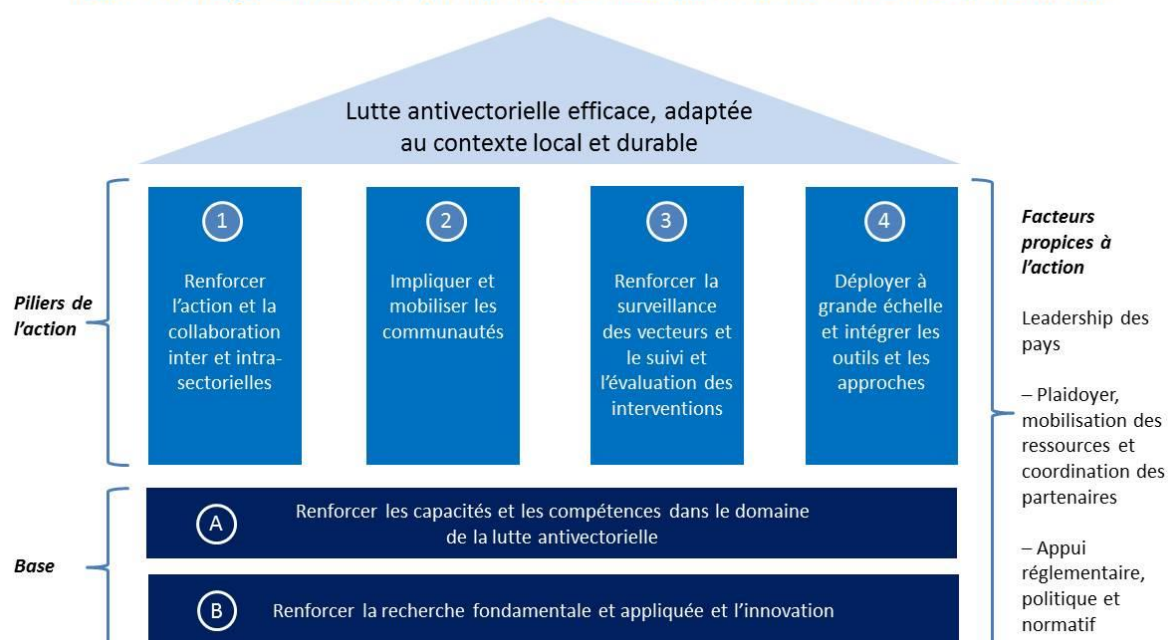 Lutte antivectorielle efficace, adaptée
au contexte local et durable
Piliers de
l’action
1
Renforcer
l’action et la
collaboration
inter et intra-
sectorielles
2
Impliquer et
mobiliser les
communautés
3
Renforcer la
surveillance
des vecteurs et
le suivi et
l’évaluation des
interventions
4
Déployer à
grande échelle
et intégrer les
outils et les
approches
Facteurs
propices à
l’action
Leadership des
pays
– Plaidoyer,
mobilisation des
ressources et
coordination des
partenaires
– Appui
réglementaire,
politique et
normatif
Base
A
Renforcer les capacités et les compétences dans le domaine
de la lutte antivectorielle
B
Renforcer la recherche fondamentale et appliquée et l’innovation